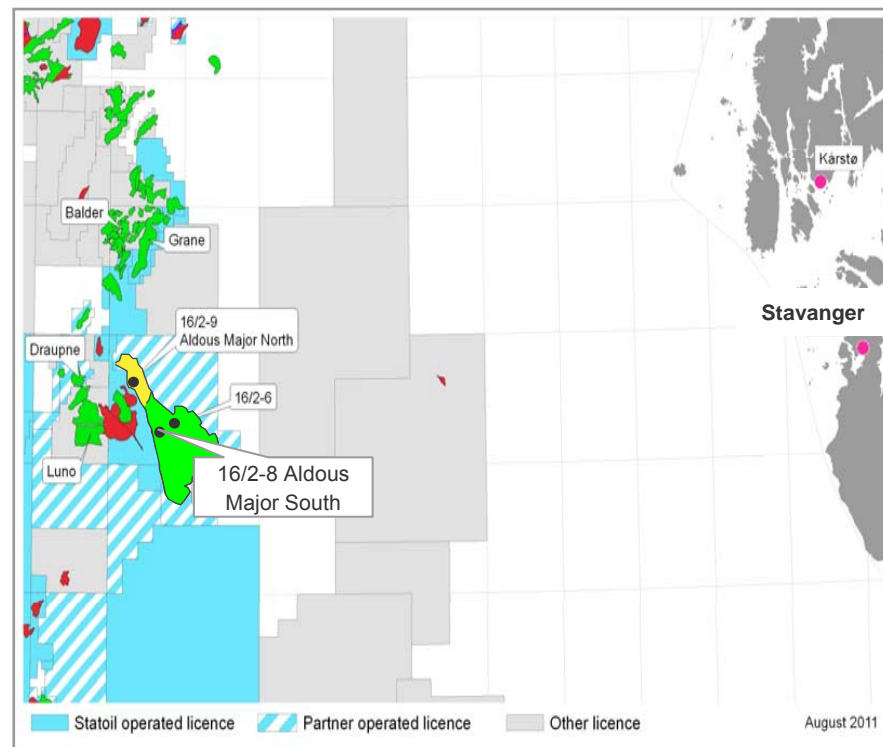 Kårstø
Balder
Grane
Stavanger
16/2-9
Aldous Major North
Draupne
16/2-6
Luno
16/2-8 Aldous
Major South
Statoil operated licence
Partner operated licence
Other licence
August 2011